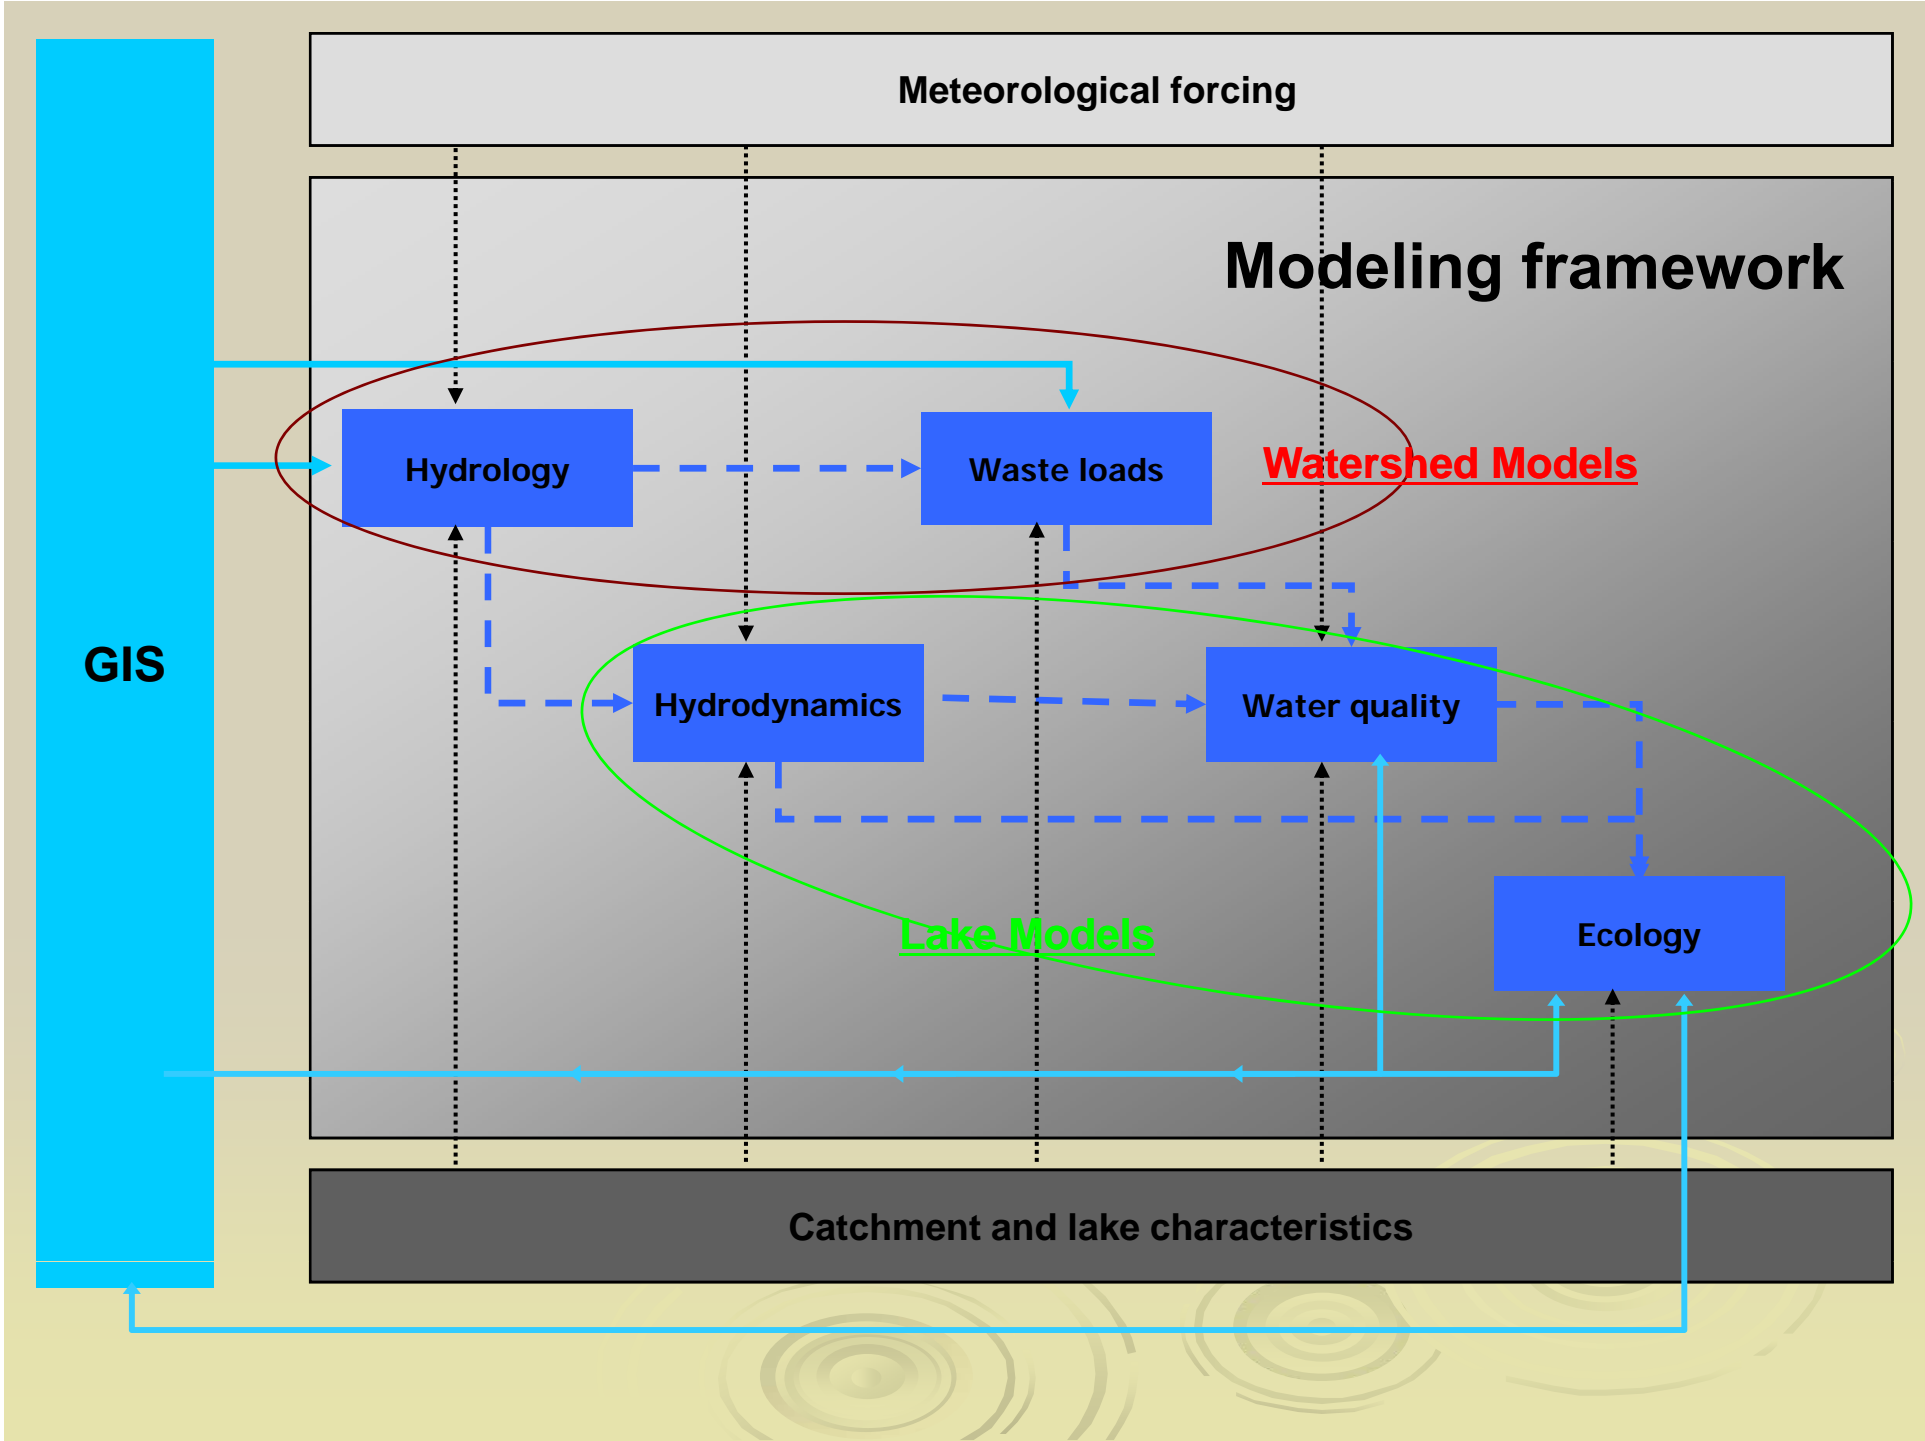 Meteorological forcing
Modeling framework
Hydrology
Waste loads
Watershed Models
GIS
Hydrodynamics
Water quality
Lake Models
Ecology
Catchment and lake characteristics